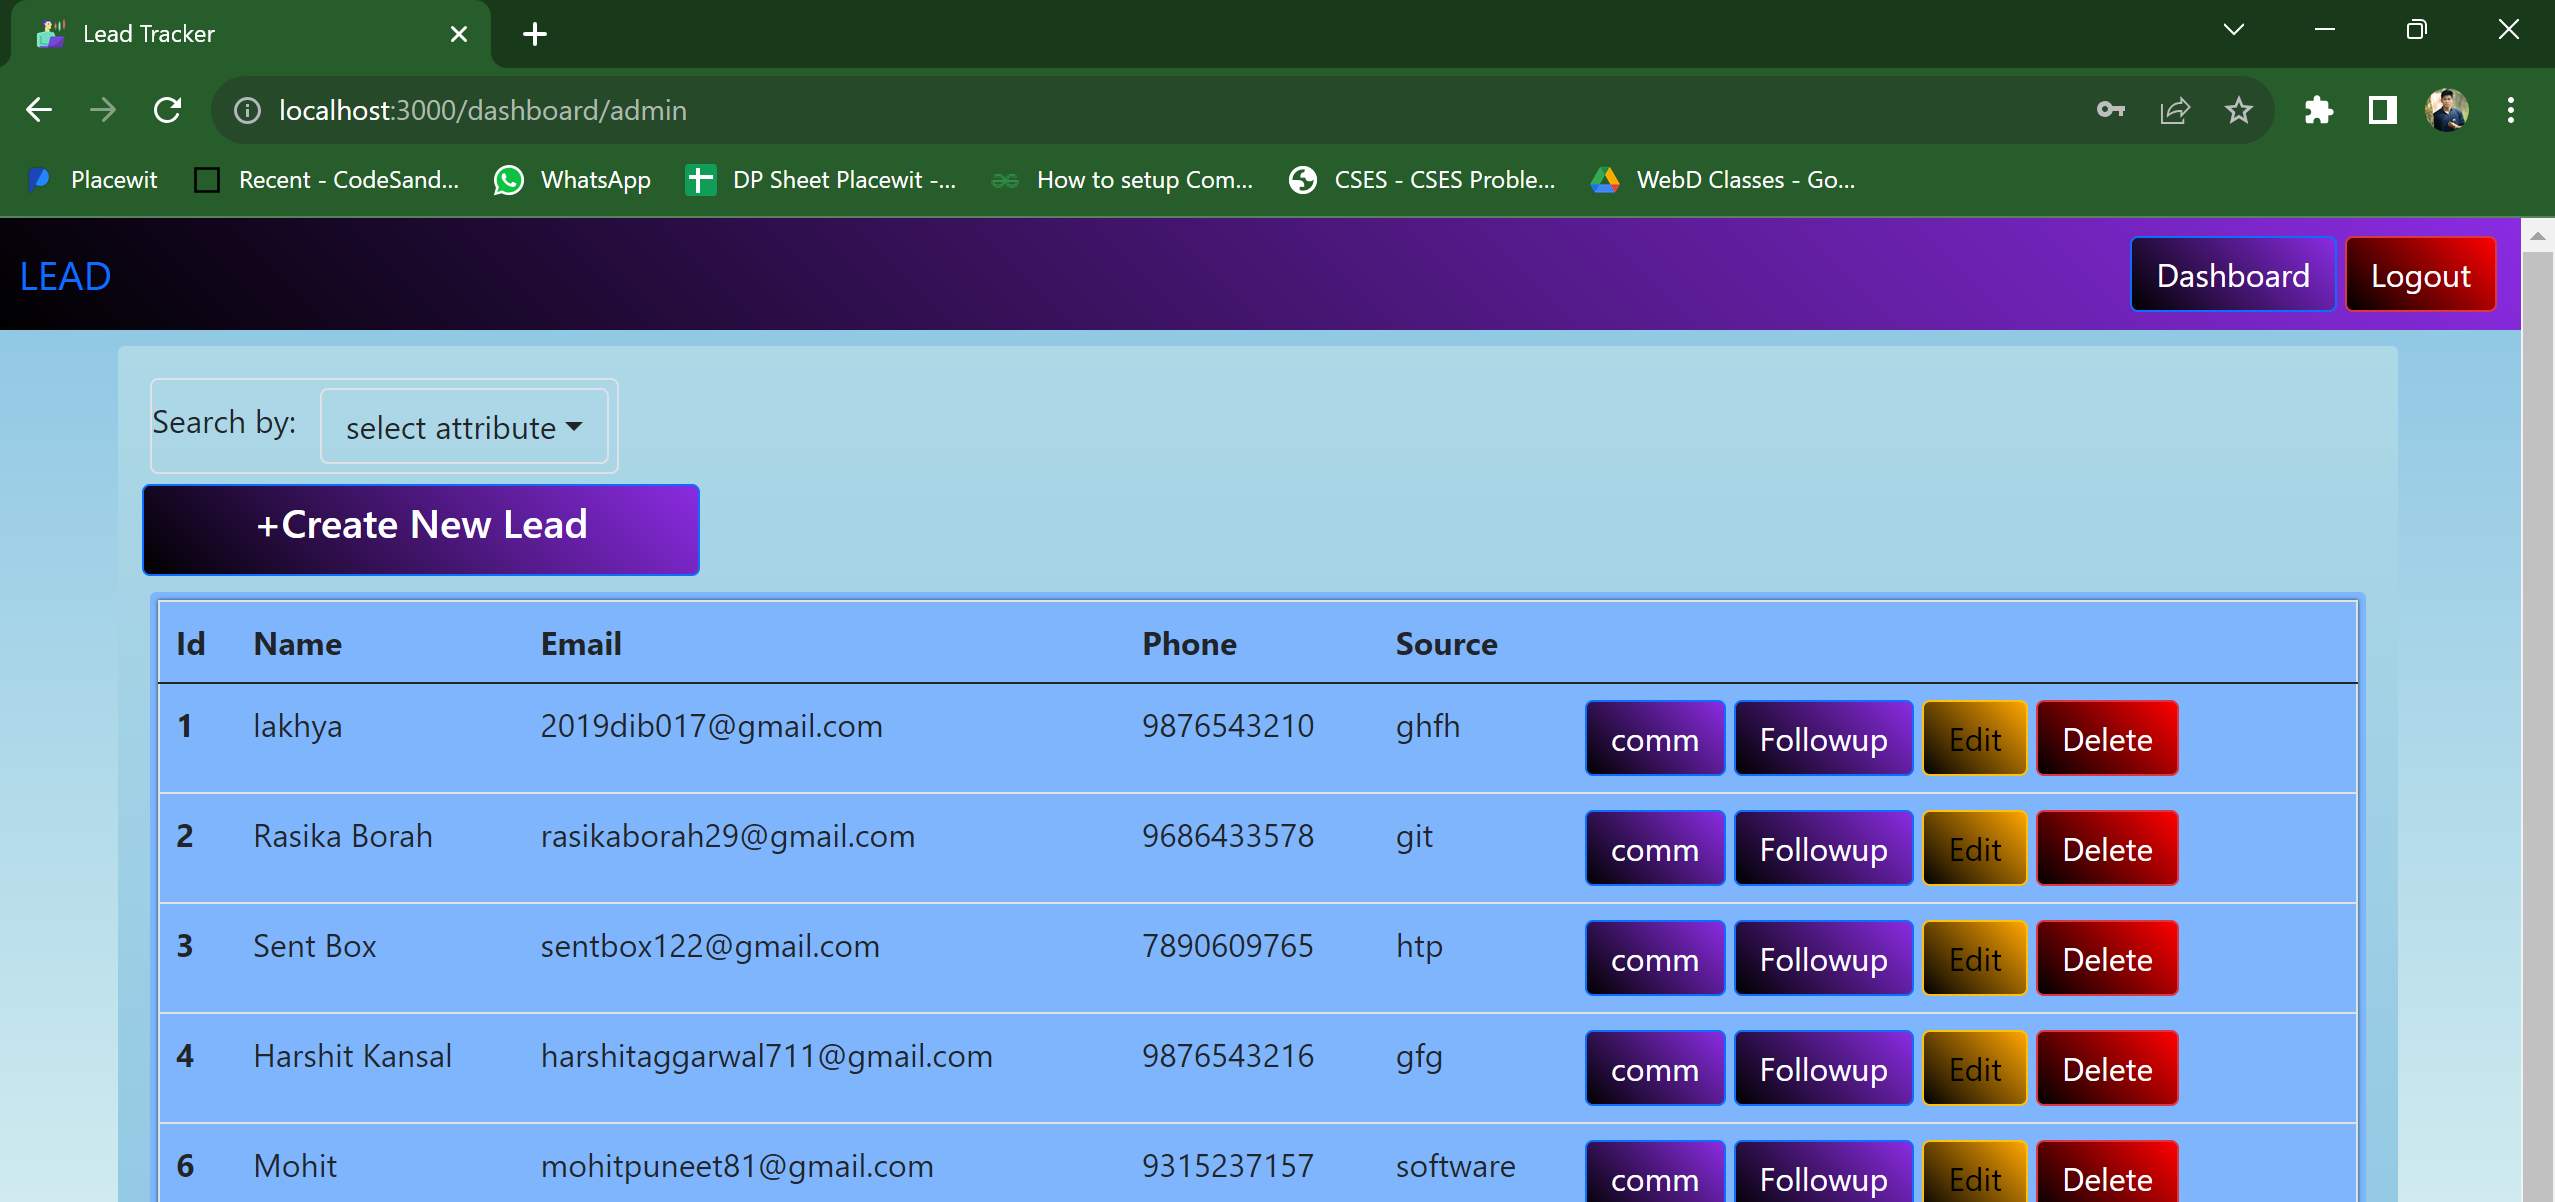 Lead Tracker
localhost:3000/dashboard/admin
Placewit Recent - CodeSand... WhatsApp DP Sheet Placewit -... How to setup Com... CSES - CSES Proble... WebD Classes - Go...
LEAD Dashboard Logout
Search by: select attribute
+Create New Lead
Id Name Email Phone Source
1 lakhya 2019dib017@gmail.com 9876543210 ghfh comm Followup Edit Delete
2 Rasika Borah rasikaborah29@gmail.com 9686433578 git comm Followup Edit Delete
3 Sent Box sentbox122@gmail.com 7890609765 htp comm Followup Edit Delete
4 Harshit Kansal harshitaggarwal711@gmail.com 9876543216 gfg comm Followup Edit Delete
6 Mohit mohitpuneet81@gmail.com 9315237157 software comm Followup Edit Delete